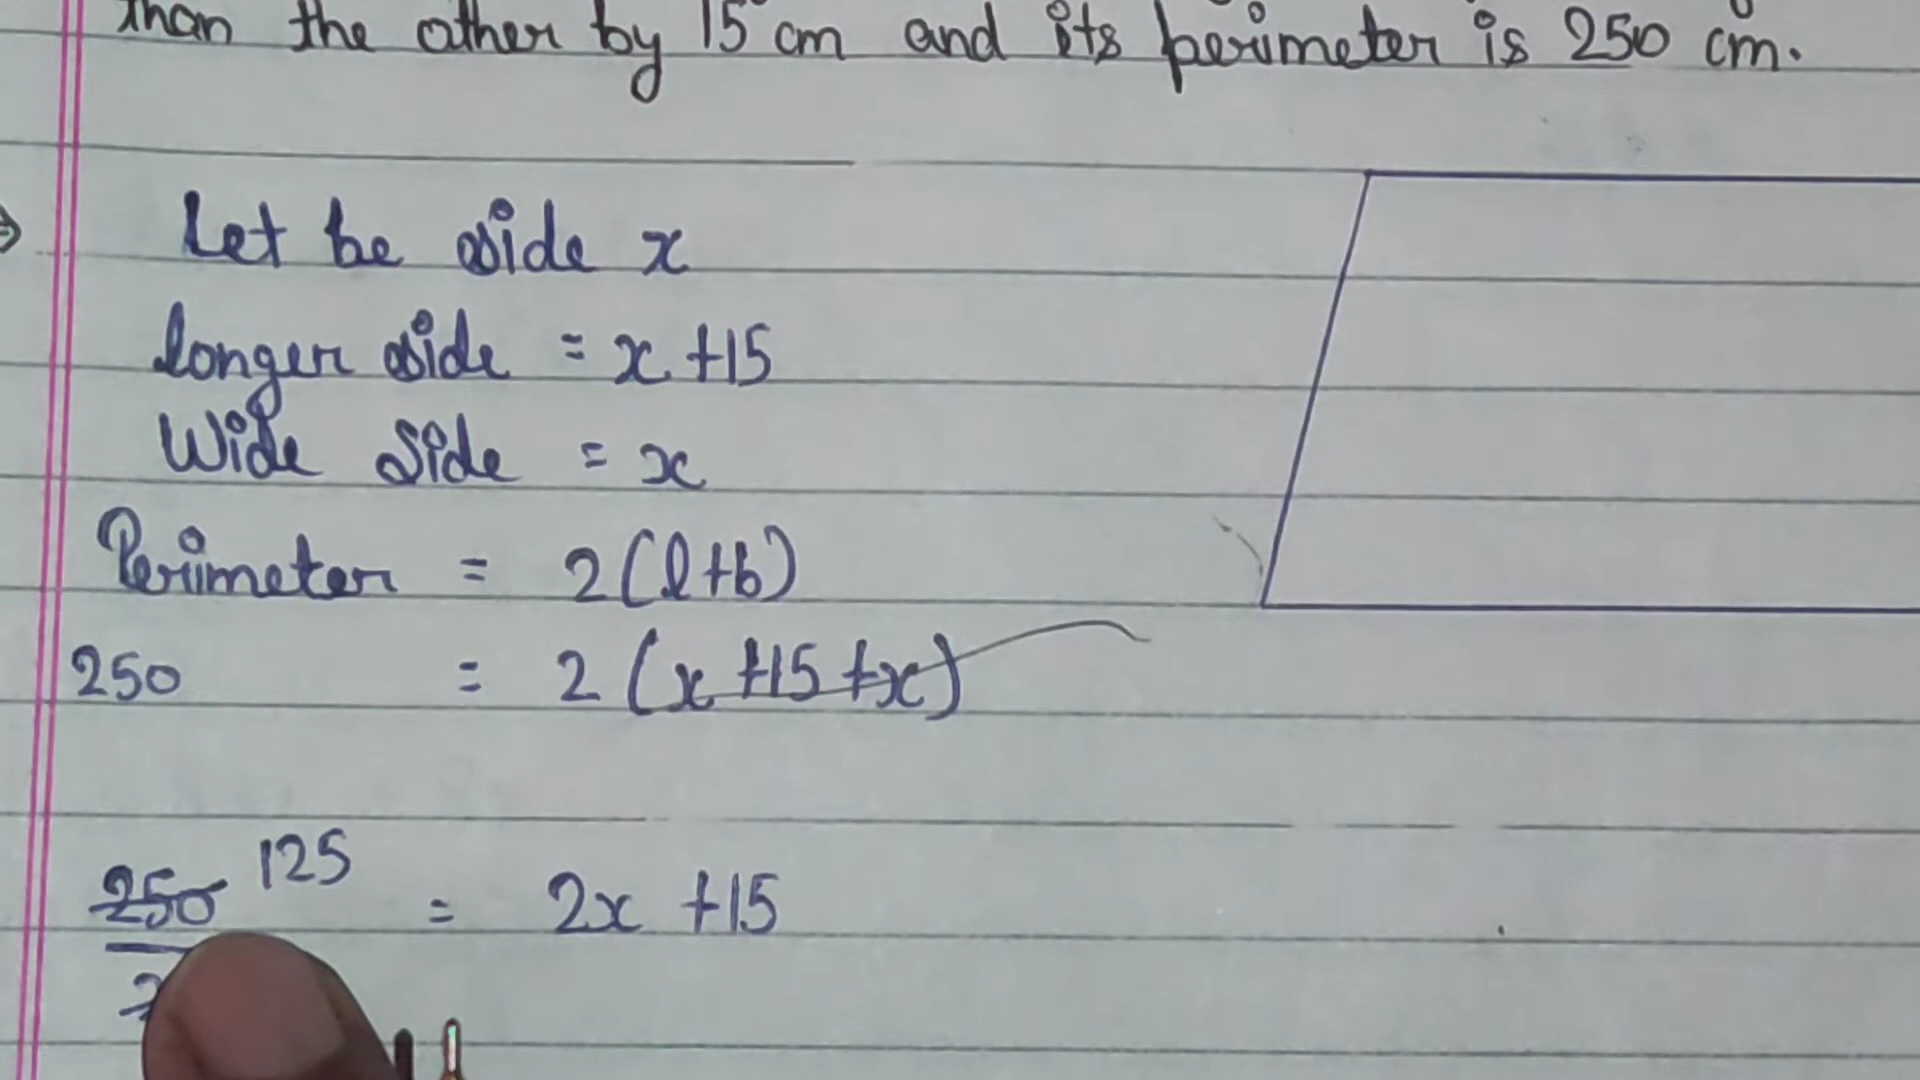 than the other by 15 cm and its perimeter is 250 cm.
Let be side x
longer side = x +15
Wide side = x
Perimeter = 2(l+b)
250 = 2 (x +15 +x)
250 125 = 2x +15
2